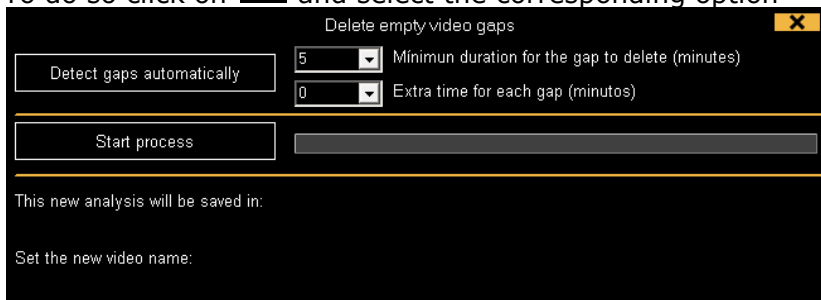 To do so click on and select the corresponding option
Delete empty video gaps
X
Detect gaps automatically
5 Mínimun duration for the gap to delete (minutes)
0 Extra time for each gap (minutos)
Start process
This new analysis will be saved in:
Set the new video name: